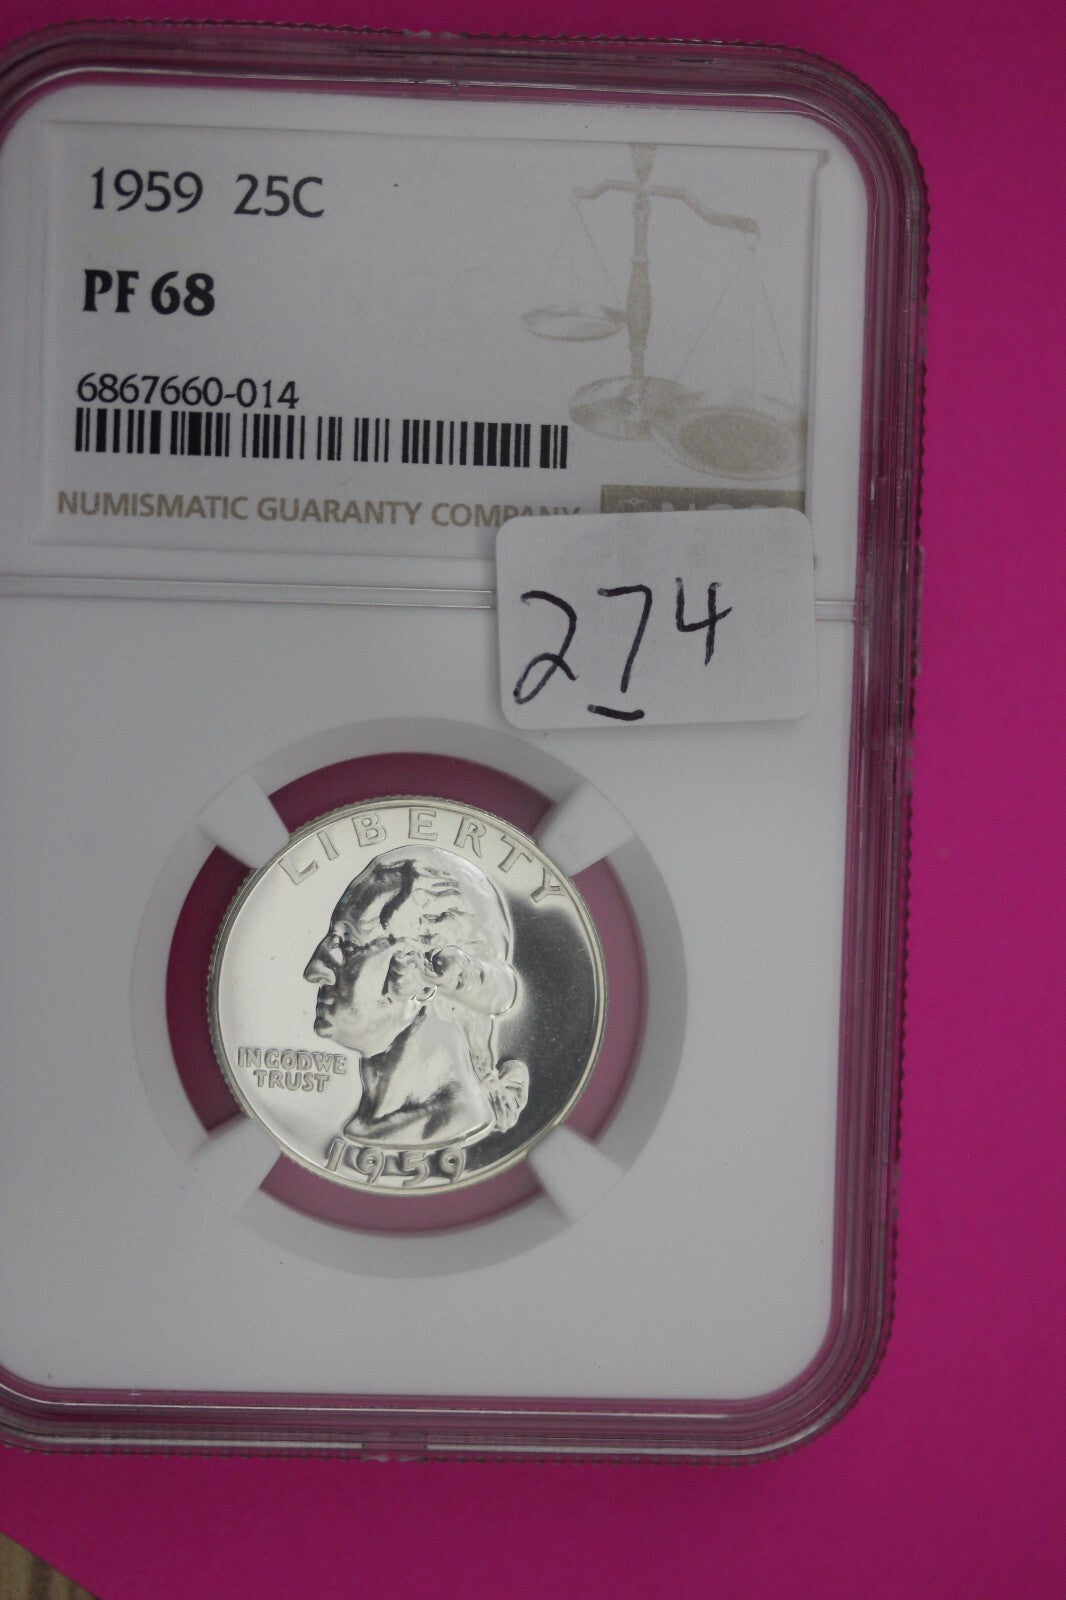 1959 25C
PF 68
6867660-014
NUMISMATIC GUARANTY COMPANY
274
LIBERTY
IN GOD WE
TRUST
1959